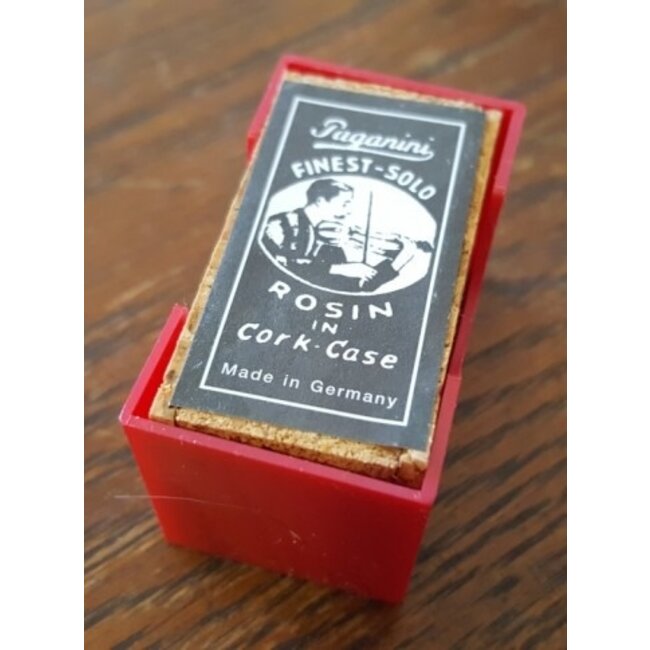 Paganini
FINEST-SOLO
ROSIN
IN
Cork-Case
Made in Germany